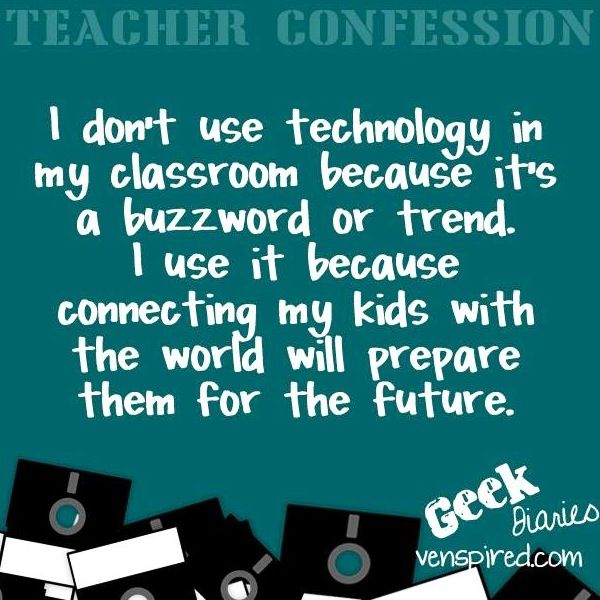 TEACHER CONFESSION
I don't use technology in
my classroom because it's
a buzzword or trend.
I use it because
connecting my kids with
the world will prepare
them for the future.
Geek
Diaries
venspired.com